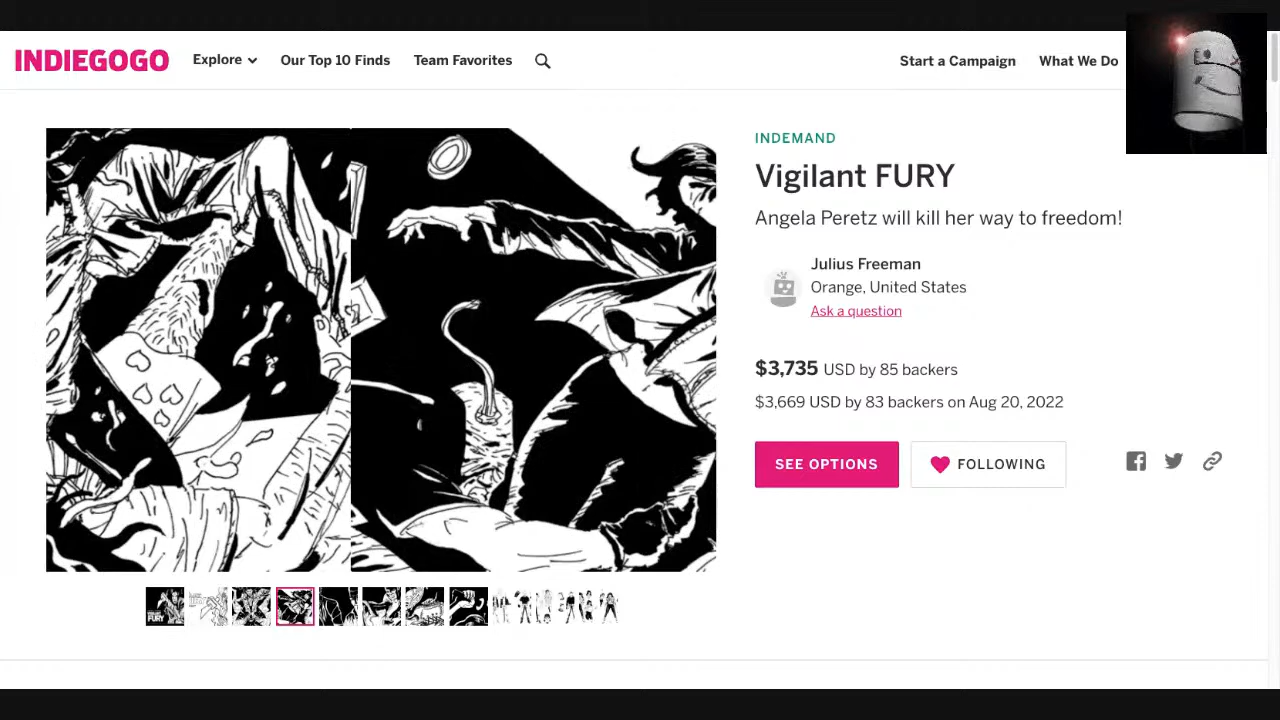 INDIEGOGO
Explore
Our Top 10 Finds
Team Favorites
Start a Campaign
What We Do
INDEMAND
Vigilant FURY
Angela Peretz will kill her way to freedom!
Julius Freeman
Orange, United States
Ask a question
$3,735 USD by 85 backers
$3,669 USD by 83 backers on Aug 20, 2022
SEE OPTIONS
FOLLOWING
FURY